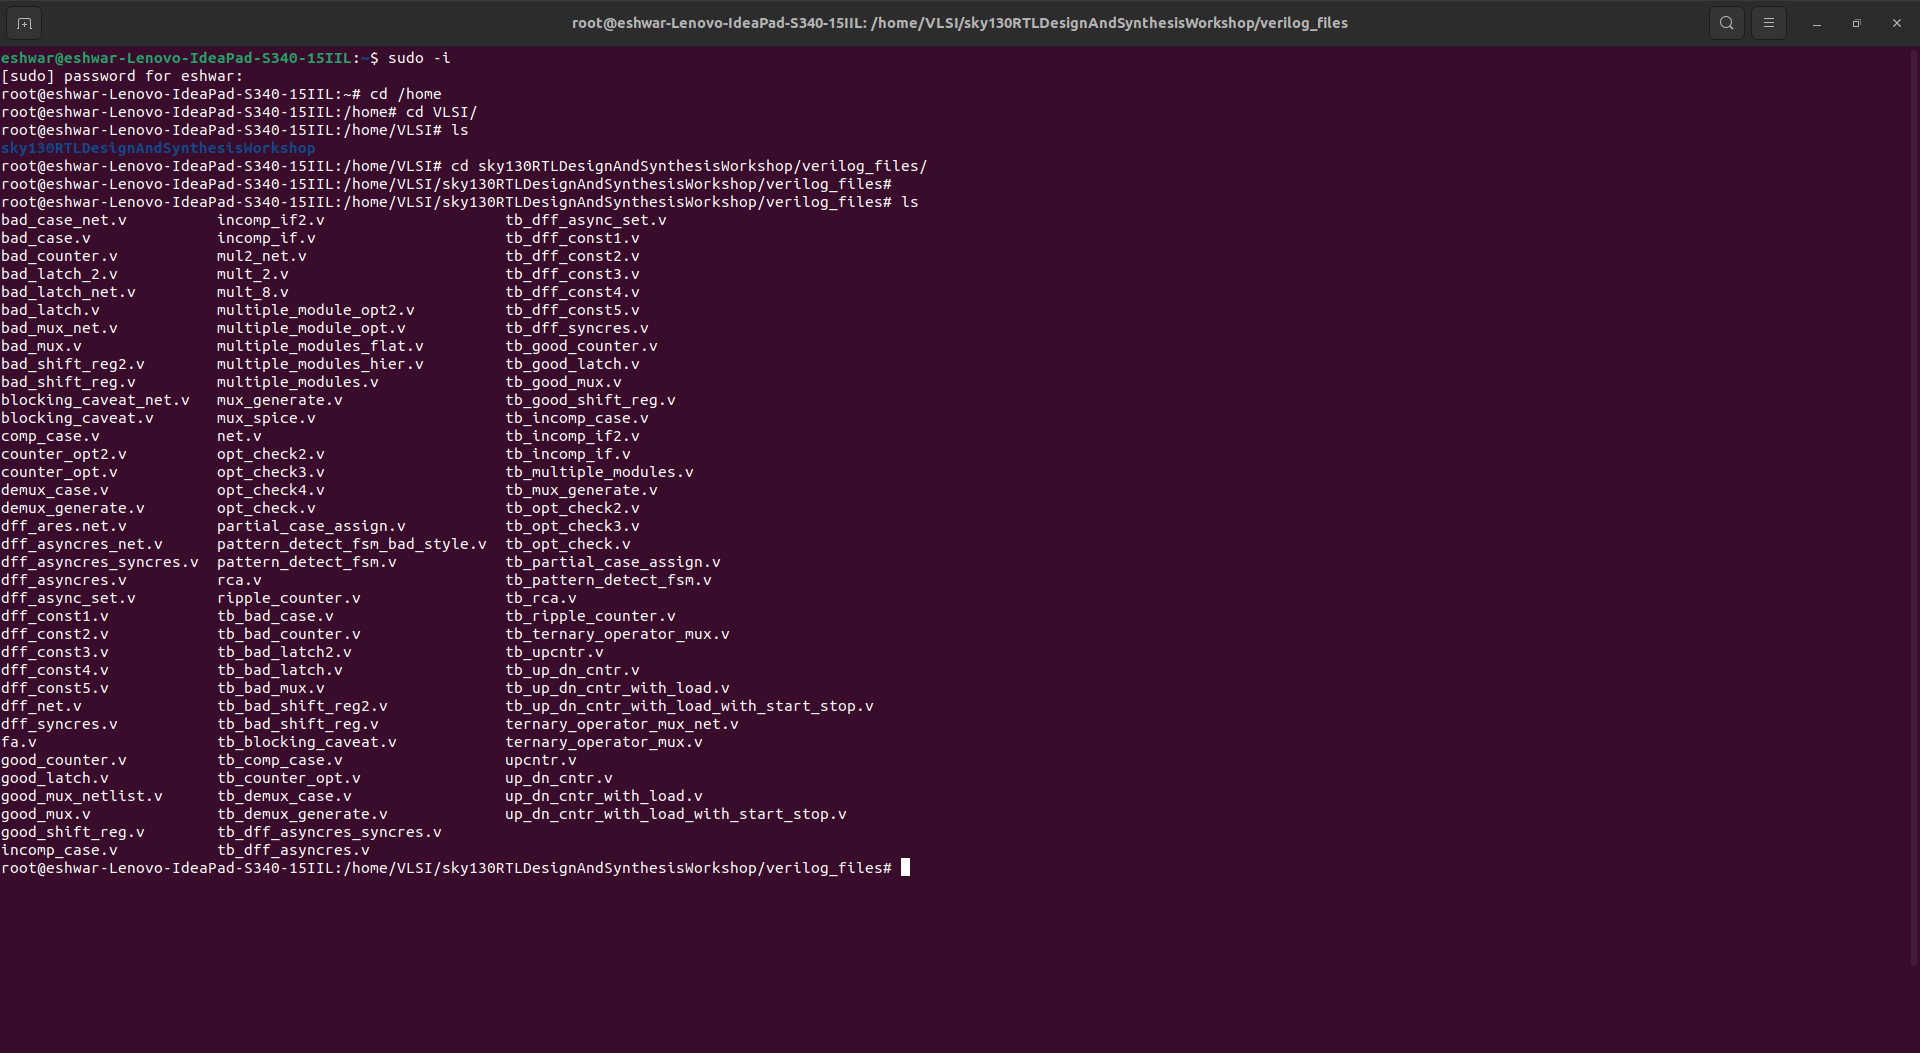 root@eshwar-Lenovo-IdeaPad-S340-15IIL: /home/VLSI/sky130RTLDesignAndSynthesisWorkshop/verilog_files
eshwar@eshwar-Lenovo-IdeaPad-S340-15IIL:~$ sudo -i
[sudo] password for eshwar:
root@eshwar-Lenovo-IdeaPad-S340-15IIL:~# cd /home
root@eshwar-Lenovo-IdeaPad-S340-15IIL:/home# cd VLSI/
root@eshwar-Lenovo-IdeaPad-S340-15IIL:/home/VLSI# ls
sky130RTLDesignAndSynthesisWorkshop
root@eshwar-Lenovo-IdeaPad-S340-15IIL:/home/VLSI# cd sky130RTLDesignAndSynthesisWorkshop/verilog_files/
root@eshwar-Lenovo-IdeaPad-S340-15IIL:/home/VLSI/sky130RTLDesignAndSynthesisWorkshop/verilog_files#
root@eshwar-Lenovo-IdeaPad-S340-15IIL:/home/VLSI/sky130RTLDesignAndSynthesisWorkshop/verilog_files# ls
bad_case_net.v          incomp_if2.v                    tb_dff_async_set.v
bad_case.v              incomp_if.v                     tb_dff_const1.v
bad_counter.v           mul2_net.v                      tb_dff_const2.v
bad_latch_2.v           mult_2.v                        tb_dff_const3.v
bad_latch_net.v         mult_8.v                        tb_dff_const4.v
bad_latch.v             multiple_module_opt2.v          tb_dff_const5.v
bad_mux_net.v           multiple_module_opt.v           tb_dff_syncres.v
bad_mux.v               multiple_modules_flat.v         tb_good_counter.v
bad_shift_reg2.v        multiple_modules_hier.v         tb_good_latch.v
bad_shift_reg.v         multiple_modules.v              tb_good_mux.v
blocking_caveat_net.v   mux_generate.v                  tb_good_shift_reg.v
blocking_caveat.v       mux_spice.v                     tb_incomp_case.v
comp_case.v             net.v                           tb_incomp_if2.v
counter_opt2.v          opt_check2.v                    tb_incomp_if.v
counter_opt.v           opt_check3.v                    tb_multiple_modules.v
demux_case.v            opt_check4.v                    tb_mux_generate.v
demux_generate.v        opt_check.v                     tb_opt_check2.v
dff_ares.net.v          partial_case_assign.v           tb_opt_check3.v
dff_asyncres_net.v      pattern_detect_fsm_bad_style.v  tb_opt_check.v
dff_asyncres_syncres.v  pattern_detect_fsm.v            tb_partial_case_assign.v
dff_asyncres.v          rca.v                           tb_pattern_detect_fsm.v
dff_async_set.v         ripple_counter.v                tb_rca.v
dff_const1.v            tb_bad_case.v                   tb_ripple_counter.v
dff_const2.v            tb_bad_counter.v                tb_ternary_operator_mux.v
dff_const3.v            tb_bad_latch2.v                 tb_upcntr.v
dff_const4.v            tb_bad_latch.v                  tb_up_dn_cntr.v
dff_const5.v            tb_bad_mux.v                    tb_up_dn_cntr_with_load.v
dff_net.v               tb_bad_shift_reg2.v             tb_up_dn_cntr_with_load_with_start_stop.v
dff_syncres.v           tb_bad_shift_reg.v              ternary_operator_mux_net.v
fa.v                    tb_blocking_caveat.v            ternary_operator_mux.v
good_counter.v          tb_comp_case.v                  upcntr.v
good_latch.v            tb_counter_opt.v                up_dn_cntr.v
good_mux_netlist.v      tb_demux_case.v                 up_dn_cntr_with_load.v
good_mux.v              tb_demux_generate.v             up_dn_cntr_with_load_with_start_stop.v
good_shift_reg.v        tb_dff_asyncres_syncres.v
incomp_case.v           tb_dff_asyncres.v
root@eshwar-Lenovo-IdeaPad-S340-15IIL:/home/VLSI/sky130RTLDesignAndSynthesisWorkshop/verilog_files#